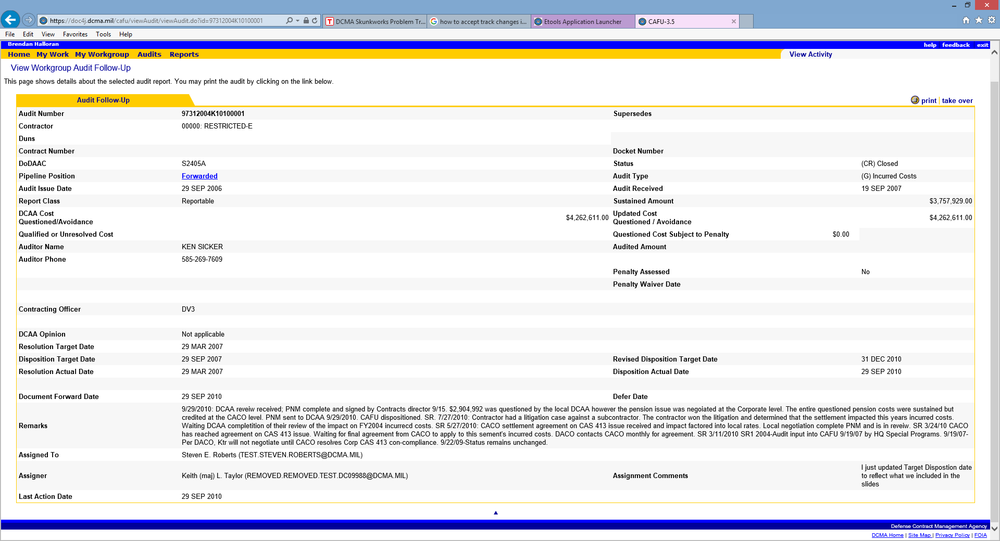 https://doc4j.dcma.mil/cafu/viewAudit/viewAudit.do?id=97312004K10100001
DCMA Skunkworks Problem Tr...
how to accept track changes i...
Etools Application Launcher
CAFU-3.5
File Edit View Favorites Tools Help
Brendan Halloran
help feedback exit
Home My Work My Workgroup Audits Reports
View Activity
View Workgroup Audit Follow-Up
This page shows details about the selected audit report. You may print the audit by clicking on the link below.
Audit Follow-Up
print take over
Audit Number 97312004K10100001 Supersedes
Contractor 00000: RESTRICTED-E
Duns
Contract Number Docket Number
DoDAAC S2405A Status (CR) Closed
Pipeline Position Forwarded Audit Type (G) Incurred Costs
Audit Issue Date 29 SEP 2006 Audit Received 19 SEP 2007
Report Class Reportable Sustained Amount $3,757,929.00
DCAA Cost
Questioned/Avoidance $4,262,611.00
Updated Cost
Questioned / Avoidance $4,262,611.00
Qualified or Unresolved Cost Questioned Cost Subject to Penalty $0.00
Auditor Name KEN SICKER Audited Amount
Auditor Phone 585-269-7609
Penalty Assessed No
Penalty Waiver Date
Contracting Officer DV3
DCAA Opinion Not applicable
Resolution Target Date 29 MAR 2007
Disposition Target Date 29 SEP 2007 Revised Disposition Target Date 31 DEC 2010
Resolution Actual Date 29 MAR 2007 Disposition Actual Date 29 SEP 2010
Document Forward Date 29 SEP 2010 Defer Date
Remarks
9/29/2010: DCAA reveiw received; PNM complete and signed by Contracts director 9/15. $2,904,992 was questioned by the local DCAA however the pension issue was negoiated at the Corporate level. The entire questioned pension costs were sustained but
credited at the CACO level. PNM sent to DCAA 9/29/2010. CAFU dispositioned. SR. 7/27/2010: Contractor had a litigation case against a subcontractor. The contractor won the litigation and determined that the settlement impacted this years incurred costs.
Waiting DCAA completition of their review of the impact on FY2004 incurrecd costs. SR 5/27/2010: CACO settlement agreement on CAS 413 issue received and impact factored into local rates. Local negotiation complete PNM and is in reveiw. SR 3/24/10 CACO
has reached agreement on CAS 413 issue. Waiting for final agreement from CACO to apply to this sement's incurred costs. DACO contacts CACO monthly for agreement. SR 3/11/2010 SR1 2004-Audit input into CAFU 9/19/07 by HQ Special Programs. 9/19/07-
Per DACO, Ktr will not negotiate until CACO resolves Corp CAS 413 con-compliance. 9/22/09-Status remains unchanged.
Assigned To Steven E. Roberts (TEST.STEVEN.ROBERTS@DCMA.MIL)
Assigner Keith (maj) L. Taylor (REMOVED.REMOVED.TEST.DC09988@DCMA.MIL) Assignment Comments
I just updated Target Dispostion date
to reflect what we included in the
slides
Last Action Date 29 SEP 2010
Defense Contract Management Agency
DCMA Home | Site Map | Privacy Policy | FOIA